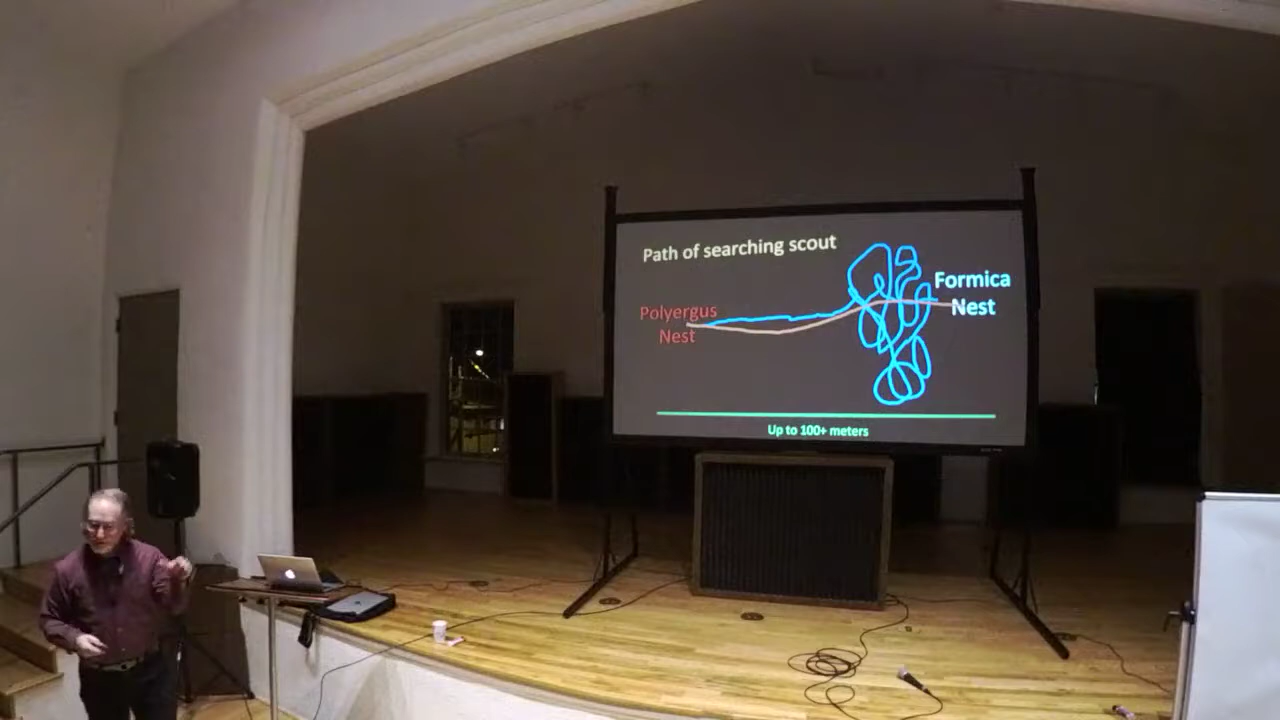 Path of searching scout
Formica
Nest
Polyergus
Nest
Up to 100+ meters